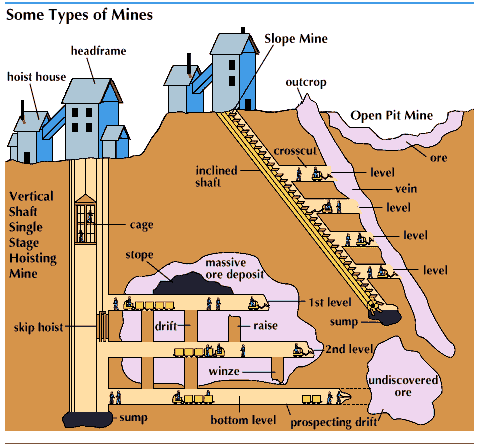 Some Types of Mines
headframe
hoist house
Slope Mine
outcrop
Open Pit Mine
ore
crosscut
inclined
shaft
level
vein
level
level
level
Vertical
Shaft
Single
Stage
Hoisting
Mine
cage
stope
massive
ore deposit
1st level
sump
skip hoist
drift
raise
2nd level
winze
undiscovered
ore
sump
bottom level
prospecting drift